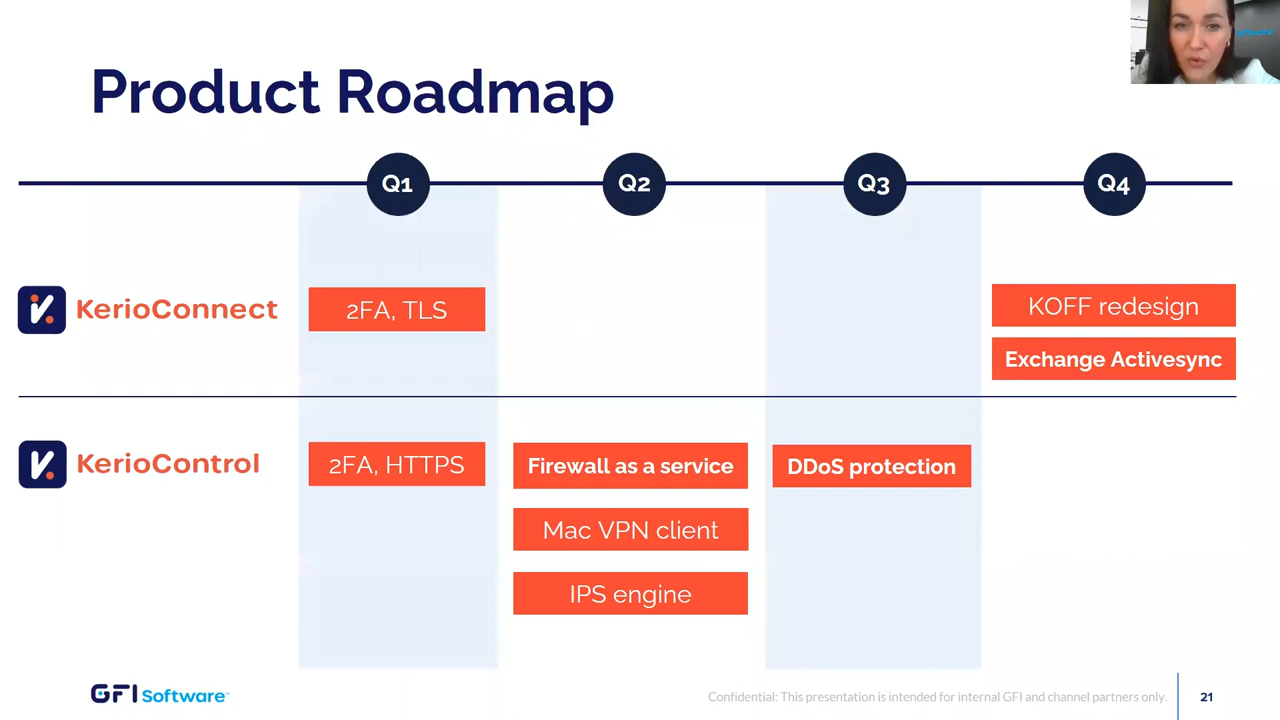 Software
Product Roadmap
Q1
Q2
Q3
Q4
KerioConnect
2FA, TLS
KOFF redesign
Exchange Activesync
KerioControl
2FA, HTTPS
Firewall as a service
DDoS protection
Mac VPN client
IPS engine
GFI Software™
Confidential: This presentation is intended for internal GFI and channel partners only.
21